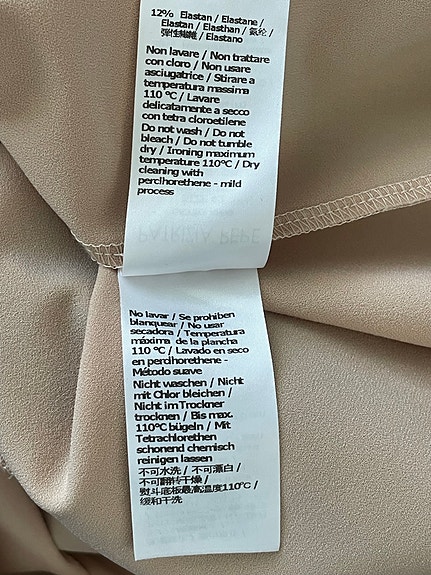 12% Elastan / Elastane /
Elastan / Elasthan / 氨纶 /
彈性纖維 / Elastano
Non lavare / Non trattare
con cloro / Non usare
asciugatrice / Stirare a
temperatura massima
110 °C / Lavare
delicatamente a secco
con tetra cloroetilene
Do not wash / Do not
bleach / Do not tumble
dry / Ironing maximum
temperature 110°C / Dry
cleaning with
perclhorethene - mild
process
PATRIZIA PEPE
No lavar / Se prohiben
blanquear / No usar
secadora / Temperatura
máxima de la plancha
110 °C / Lavado en seco
en perdlhorethene -
Método suave
Nicht waschen / Nicht
mit Chlor bleichen /
Nicht im Trockner
trocknen / Bis max.
110°C bügeln / Mit
Tetrachlorethen
schonend chemisch
reinigen lassen
不可水洗 / 不可漂白 /
不可翻转干燥 /
熨斗底板最高温度110°C /
缓和干洗